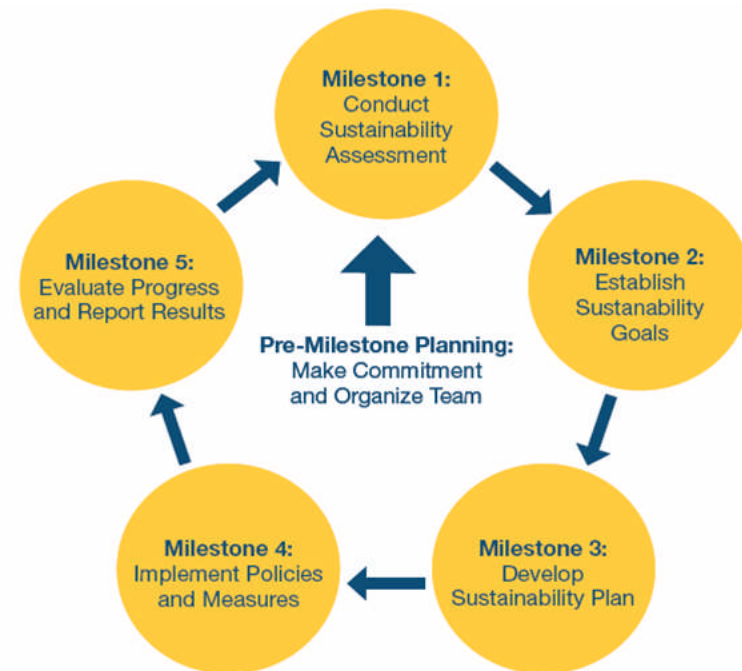 Milestone 1:
Conduct
Sustainability
Assessment
Milestone 2:
Establish
Sustanability
Goals
Milestone 3:
Develop
Sustainability Plan
Milestone 4:
Implement Policies
and Measures
Milestone 5:
Evaluate Progress
and Report Results
Pre-Milestone Planning:
Make Commitment
and Organize Team